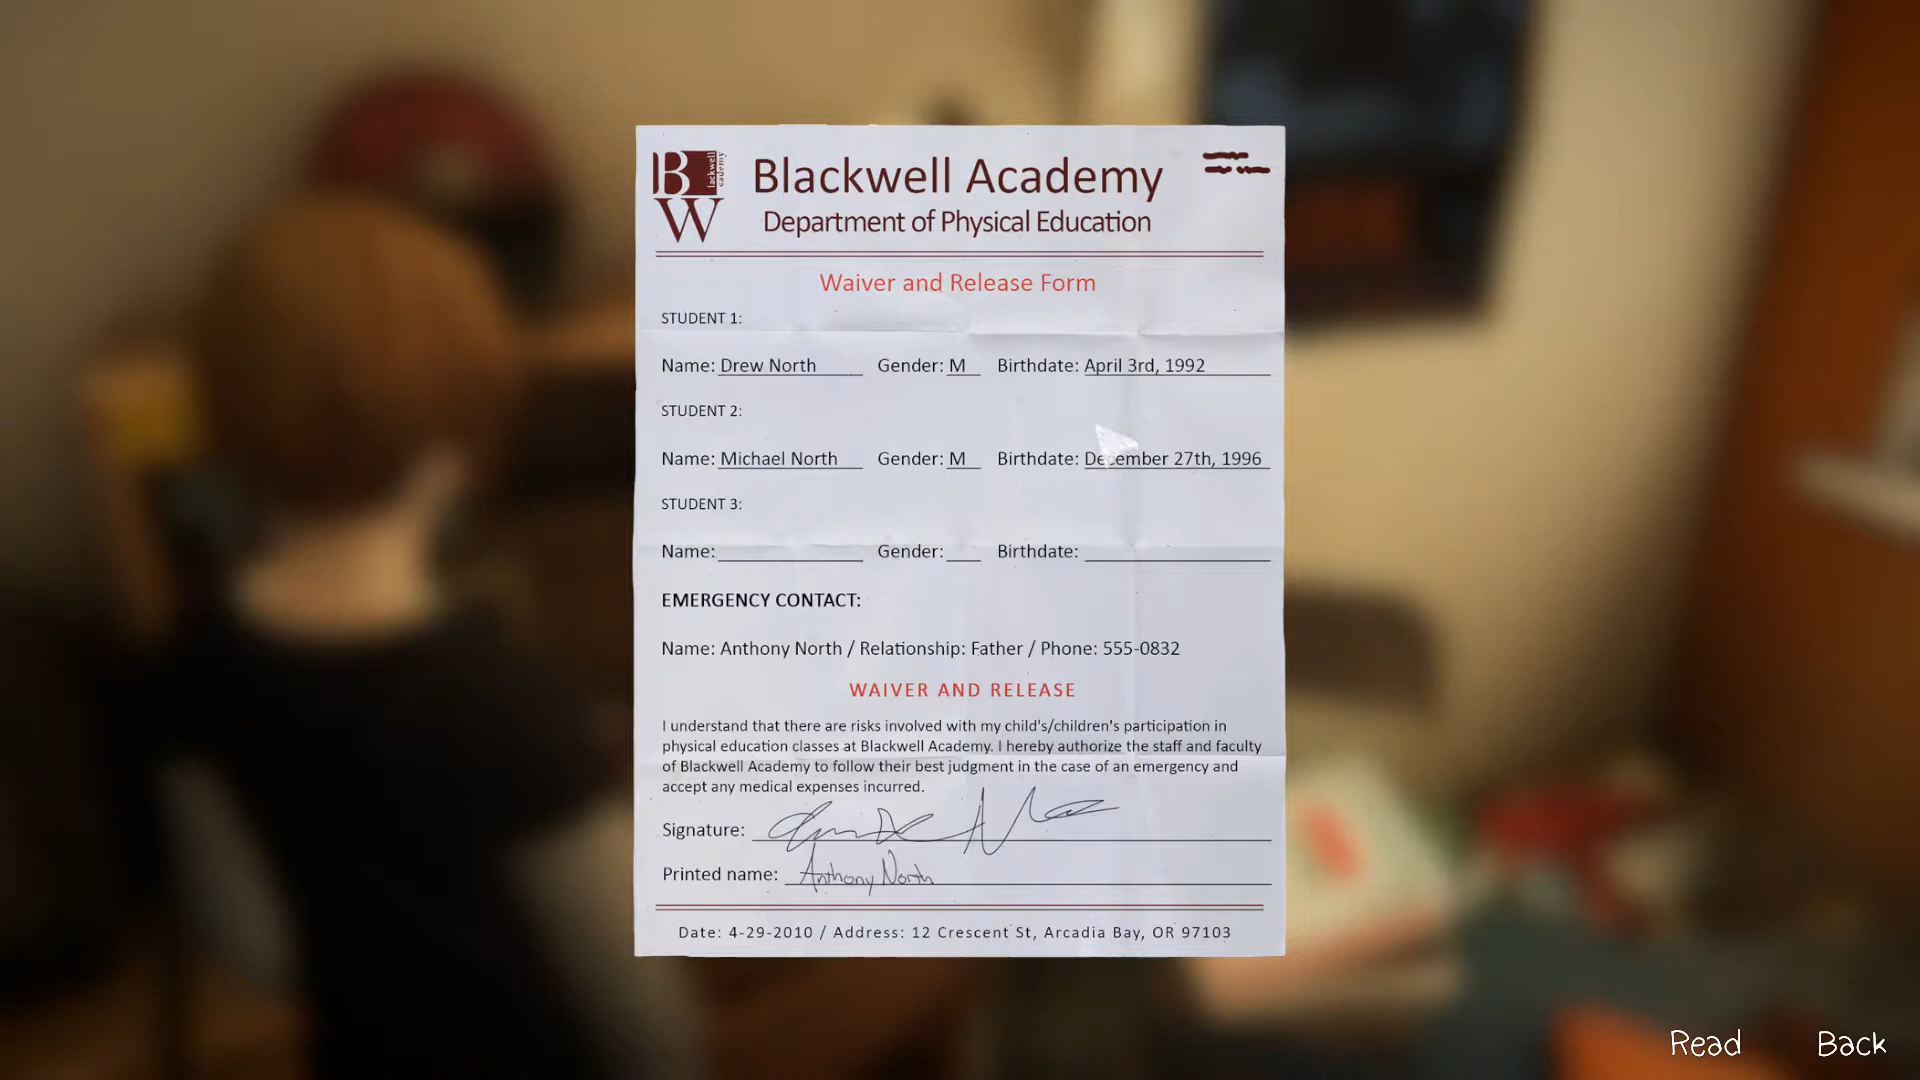 B lackwell cademy
W
Blackwell Academy
Department of Physical Education
Waiver and Release Form
STUDENT 1:
Name: Drew North Gender: M Birthdate: April 3rd, 1992
STUDENT 2:
Name: Michael North Gender: M Birthdate: December 27th, 1996
STUDENT 3:
Name: Gender: Birthdate:
EMERGENCY CONTACT:
Name: Anthony North / Relationship: Father / Phone: 555-0832
WAIVER AND RELEASE
I understand that there are risks involved with my child's/children's participation in
physical education classes at Blackwell Academy. I hereby authorize the staff and faculty
of Blackwell Academy to follow their best judgment in the case of an emergency and
accept any medical expenses incurred.
Signature:
Printed name: Anthony North
Date: 4-29-2010 / Address: 12 Crescent St, Arcadia Bay, OR 97103
Read Back